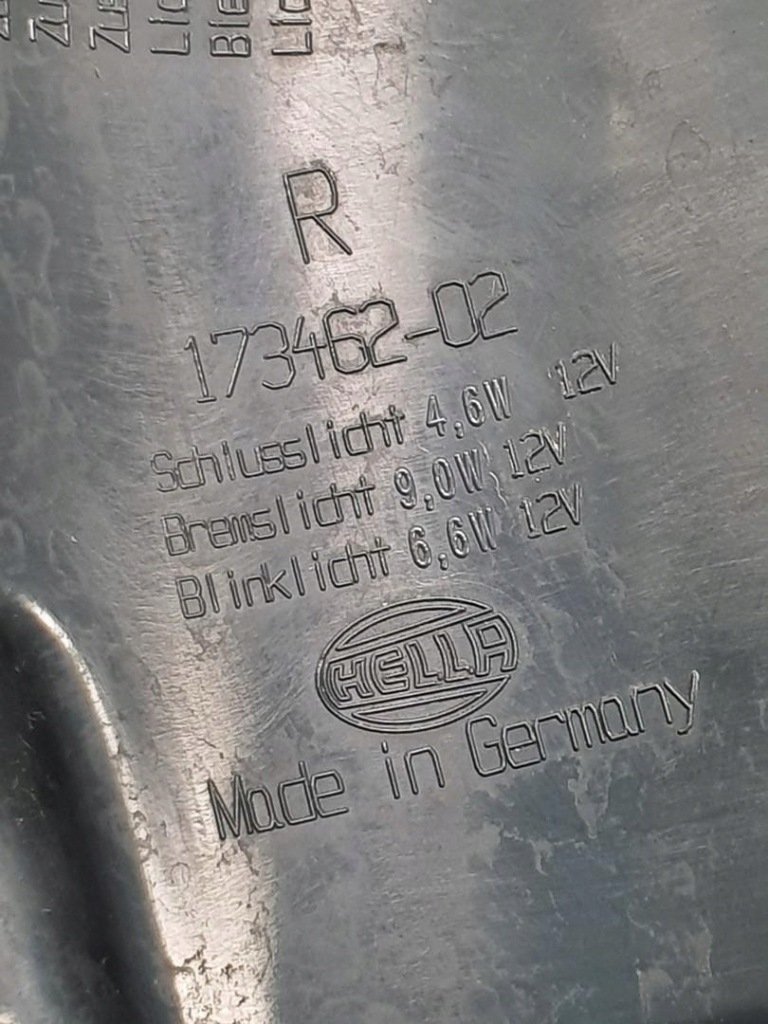 R
173462-02
Schlusslicht 4,6W 12V
Bremslicht 9,0W 12V
Blinklicht 6,6W 12V
HELLA
Made in Germany